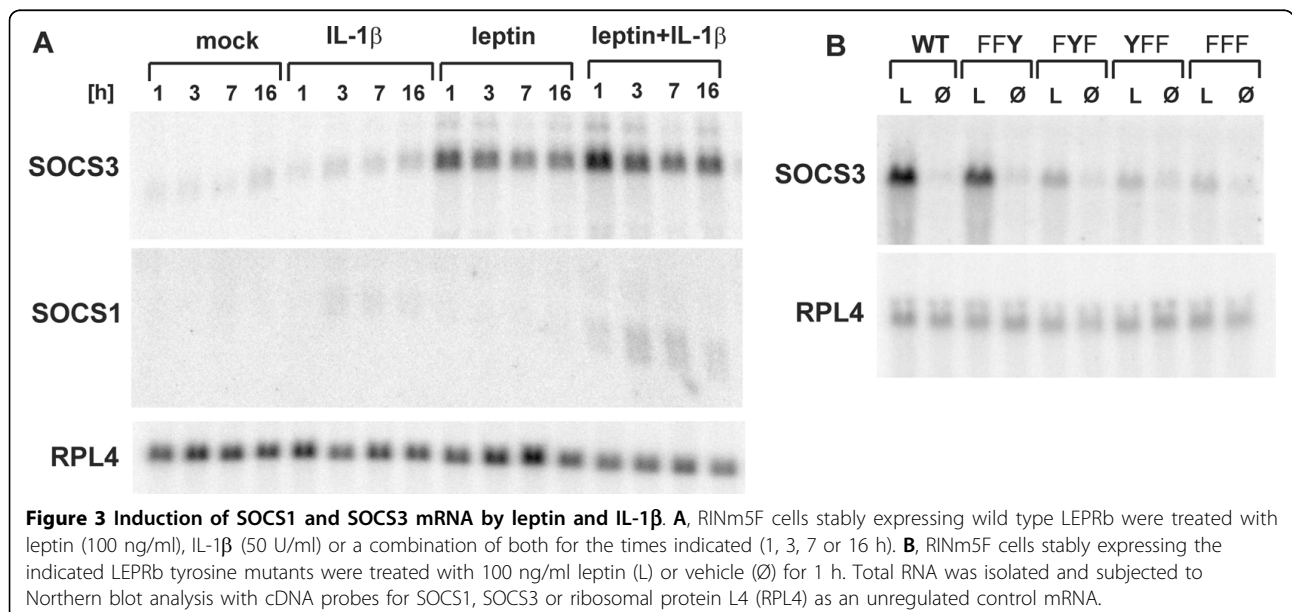 A
mock IL-1β leptin leptin+IL-1β
[h] 1 3 7 16 1 3 7 16 1 3 7 16 1 3 7 16
SOCS3
SOCS1
RPL4
B
WT FFY FYF YFF FFF
L Ø L Ø L Ø L Ø L Ø
SOCS3
RPL4
Figure 3 Induction of SOCS1 and SOCS3 mRNA by leptin and IL-1β. A, RINm5F cells stably expressing wild type LEPRb were treated with
leptin (100 ng/ml), IL-1β (50 U/ml) or a combination of both for the times indicated (1, 3, 7 or 16 h). B, RINm5F cells stably expressing the
indicated LEPRb tyrosine mutants were treated with 100 ng/ml leptin (L) or vehicle (Ø) for 1 h. Total RNA was isolated and subjected to
Northern blot analysis with cDNA probes for SOCS1, SOCS3 or ribosomal protein L4 (RPL4) as an unregulated control mRNA.